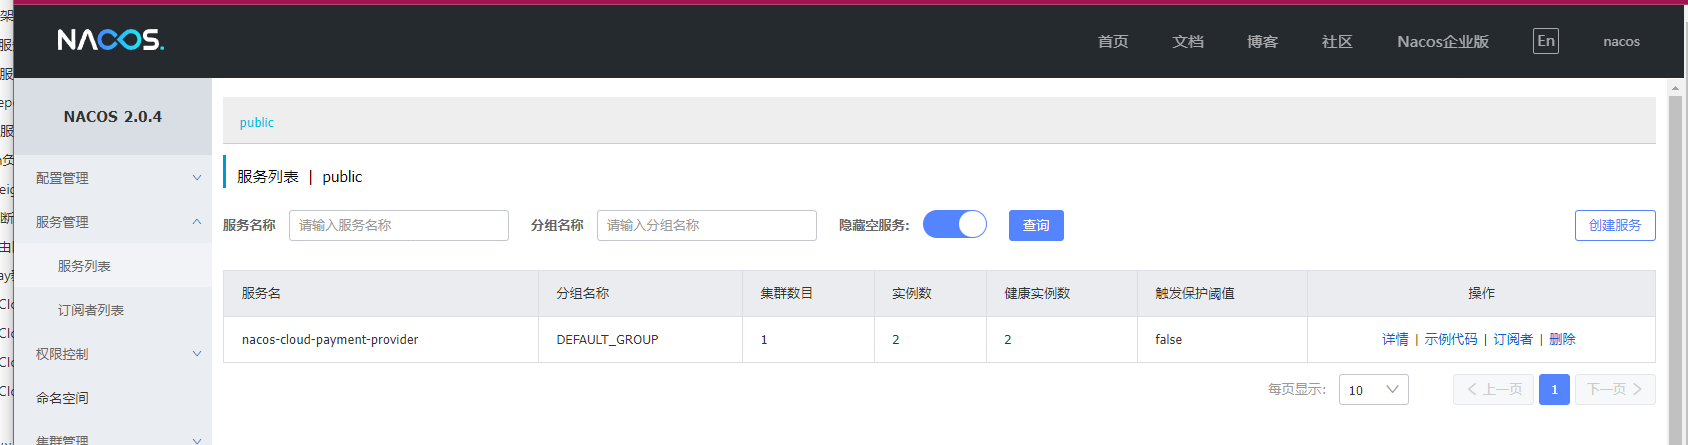 NACOS.
首页 文档 博客 社区 Nacos企业版 En nacos
NACOS 2.0.4
配置管理
服务管理
服务列表
订阅者列表
权限控制
命名空间
集群管理
public
服务列表 | public
服务名称 请输入服务名称 分组名称 请输入分组名称 隐藏空服务: 查询 创建服务
服务名 分组名称 集群数目 实例数 健康实例数 触发保护阈值 操作
nacos-cloud-payment-provider DEFAULT_GROUP 1 2 2 false 详情 | 示例代码 | 订阅者 | 删除
每页显示: 10 上一页 1 下一页